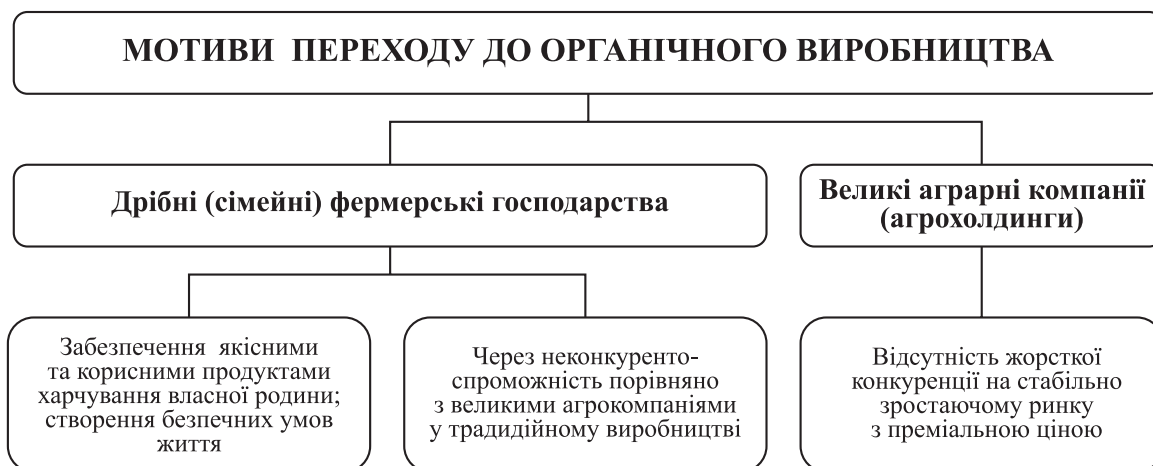 МОТИВИ ПЕРЕХОДУ ДО ОРГАНІЧНОГО ВИРОБНИЦТВА
Дрібні (сімейні) фермерські господарства
Великі аграрні компанії
(агрохолдинги)
Забезпечення якісними
та корисними продуктами
харчування власної родини;
створення безпечних умов
життя
Через неконкуренто-
спроможність порівняно
з великими агрокомпаніями
у традидійному виробництві
Відсутність жорсткої
конкуренції на стабільно
зростаючому ринку
з преміальною ціною